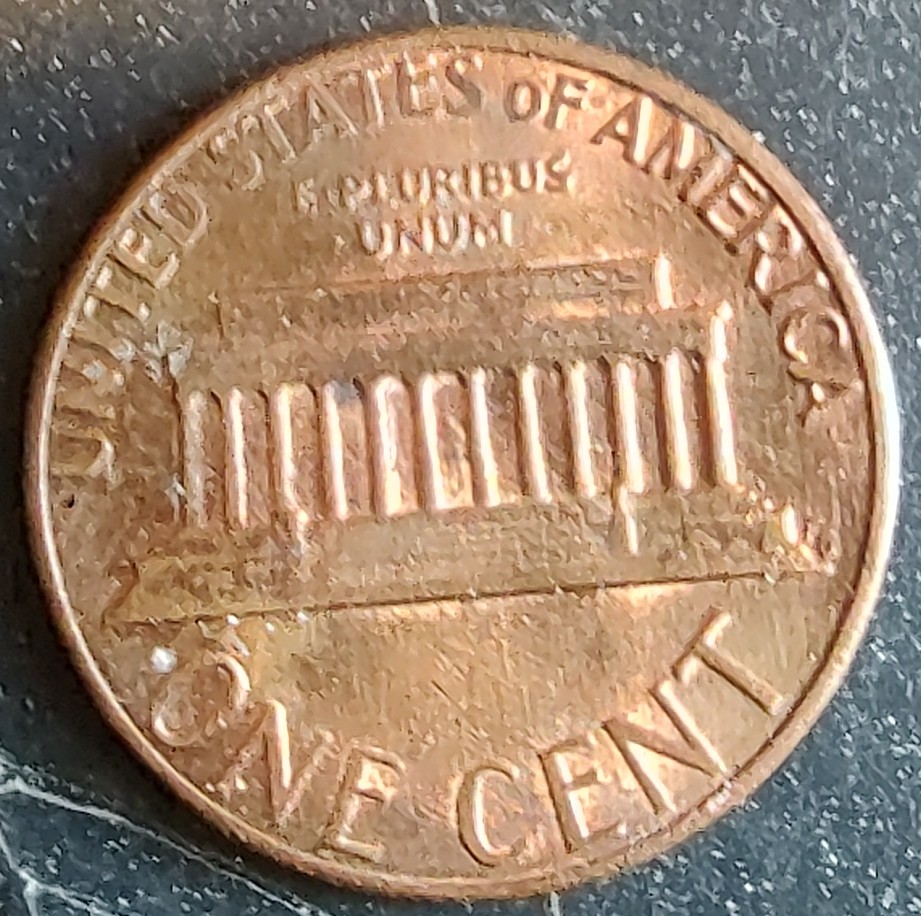 UNITED STATES OF AMERICA
E·PLURIBUS
UNUM
ONE CENT